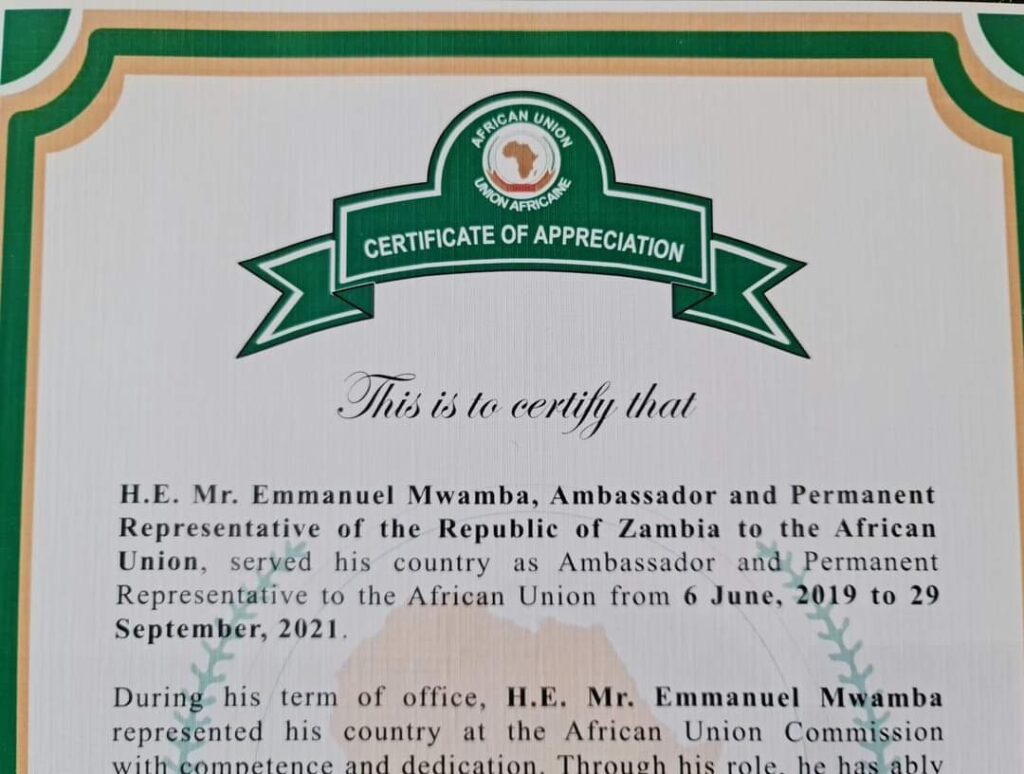 AFRICAN UNION
UNION AFRICAINE
CERTIFICATE OF APPRECIATION
This is to certify that
H.E. Mr. Emmanuel Mwamba, Ambassador and Permanent
Representative of the Republic of Zambia to the African
Union, served his country as Ambassador and Permanent
Representative to the African Union from 6 June, 2019 to 29
September, 2021.
During his term of office, H.E. Mr. Emmanuel Mwamba
represented his country at the African Union Commission
with competence and dedication. Through his role, he has ably